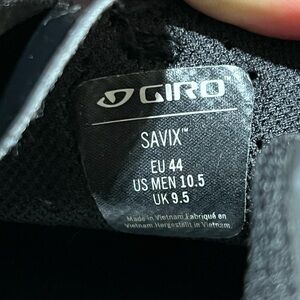 GIRO
SAVIX™
EU 44
US MEN 10.5
UK 9.5
Made in Vietnam Fabriqué en
Vietnam Hergestellt in Vietnam